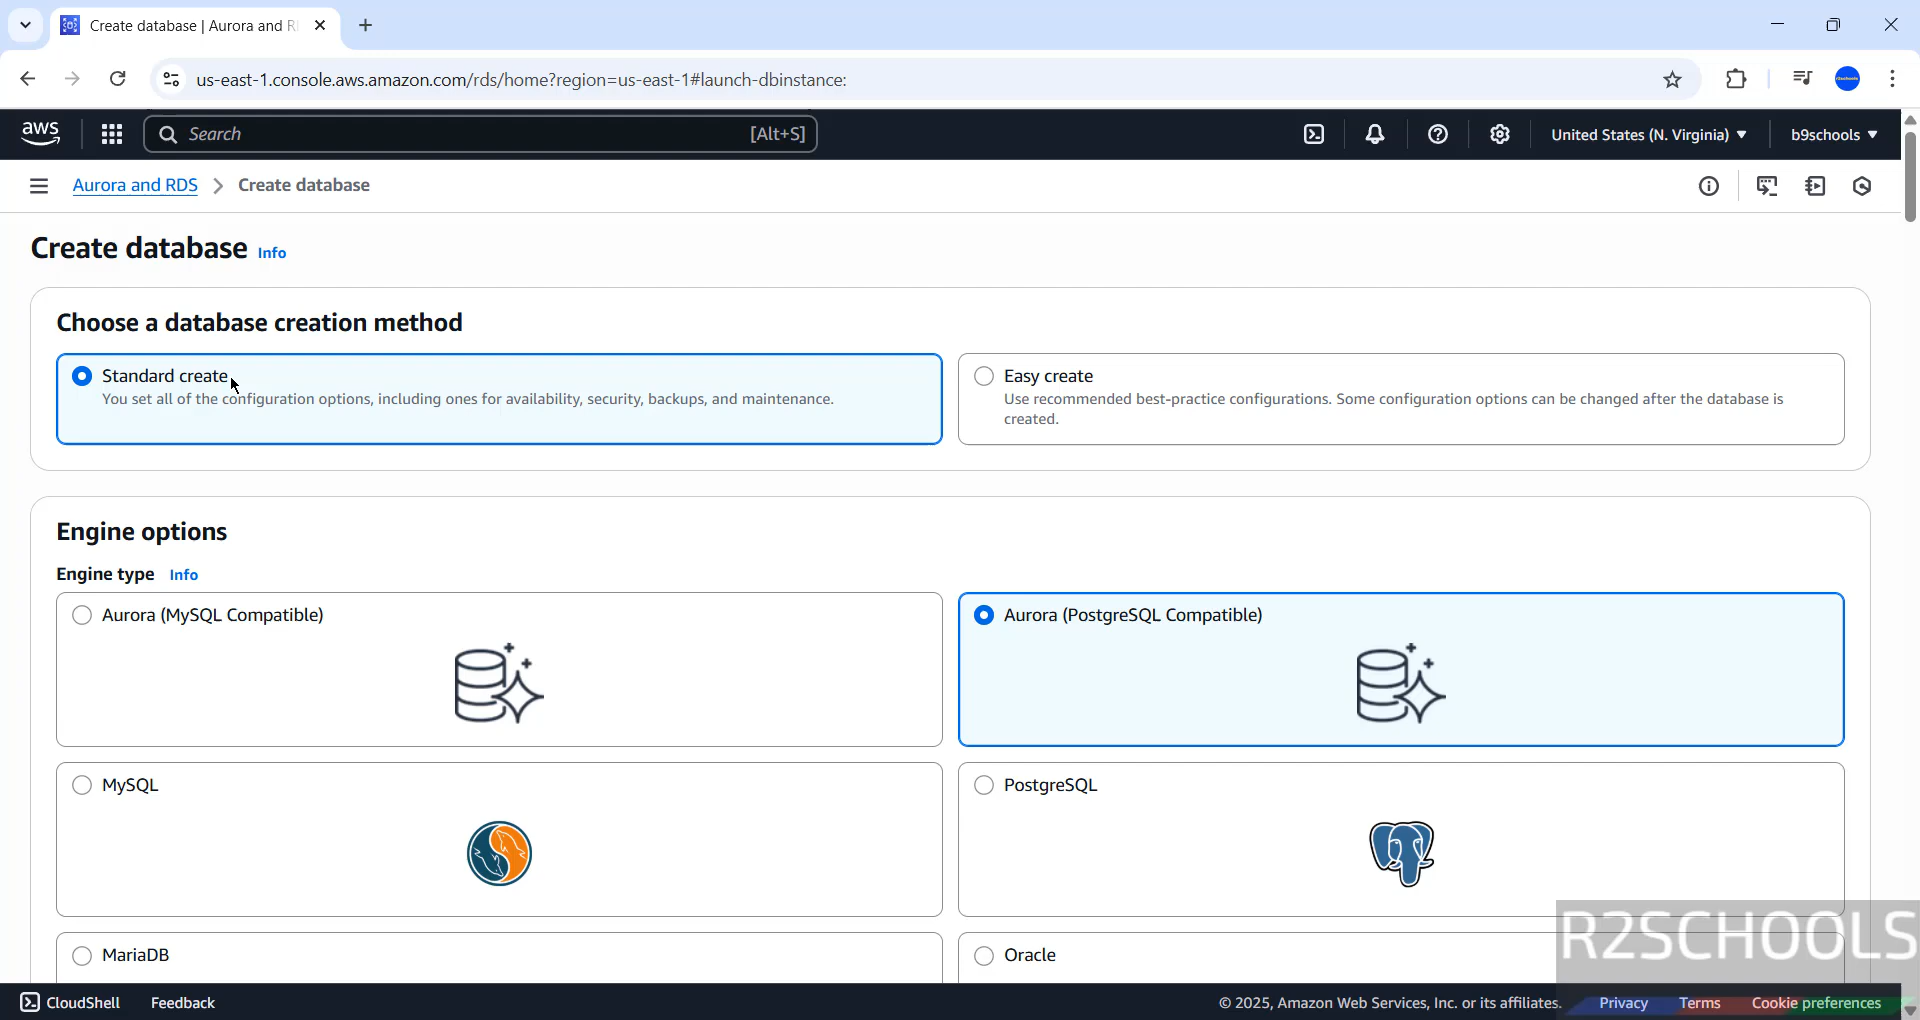 Create database | Aurora and R
us-east-1.console.aws.amazon.com/rds/home?region=us-east-1#launch-dbinstance:
aws
Search
[Alt+S]
United States (N. Virginia)
b9schools
Aurora and RDS
Create database
Create database
Info
Choose a database creation method
Standard create
You set all of the configuration options, including ones for availability, security, backups, and maintenance.
Easy create
Use recommended best-practice configurations. Some configuration options can be changed after the database is
created.
Engine options
Engine type
Info
Aurora (MySQL Compatible)
Aurora (PostgreSQL Compatible)
MySQL
PostgreSQL
MariaDB
Oracle
R2SCHOOLS
CloudShell
Feedback
© 2025, Amazon Web Services, Inc. or its affiliates.
Privacy
Terms
Cookie preferences